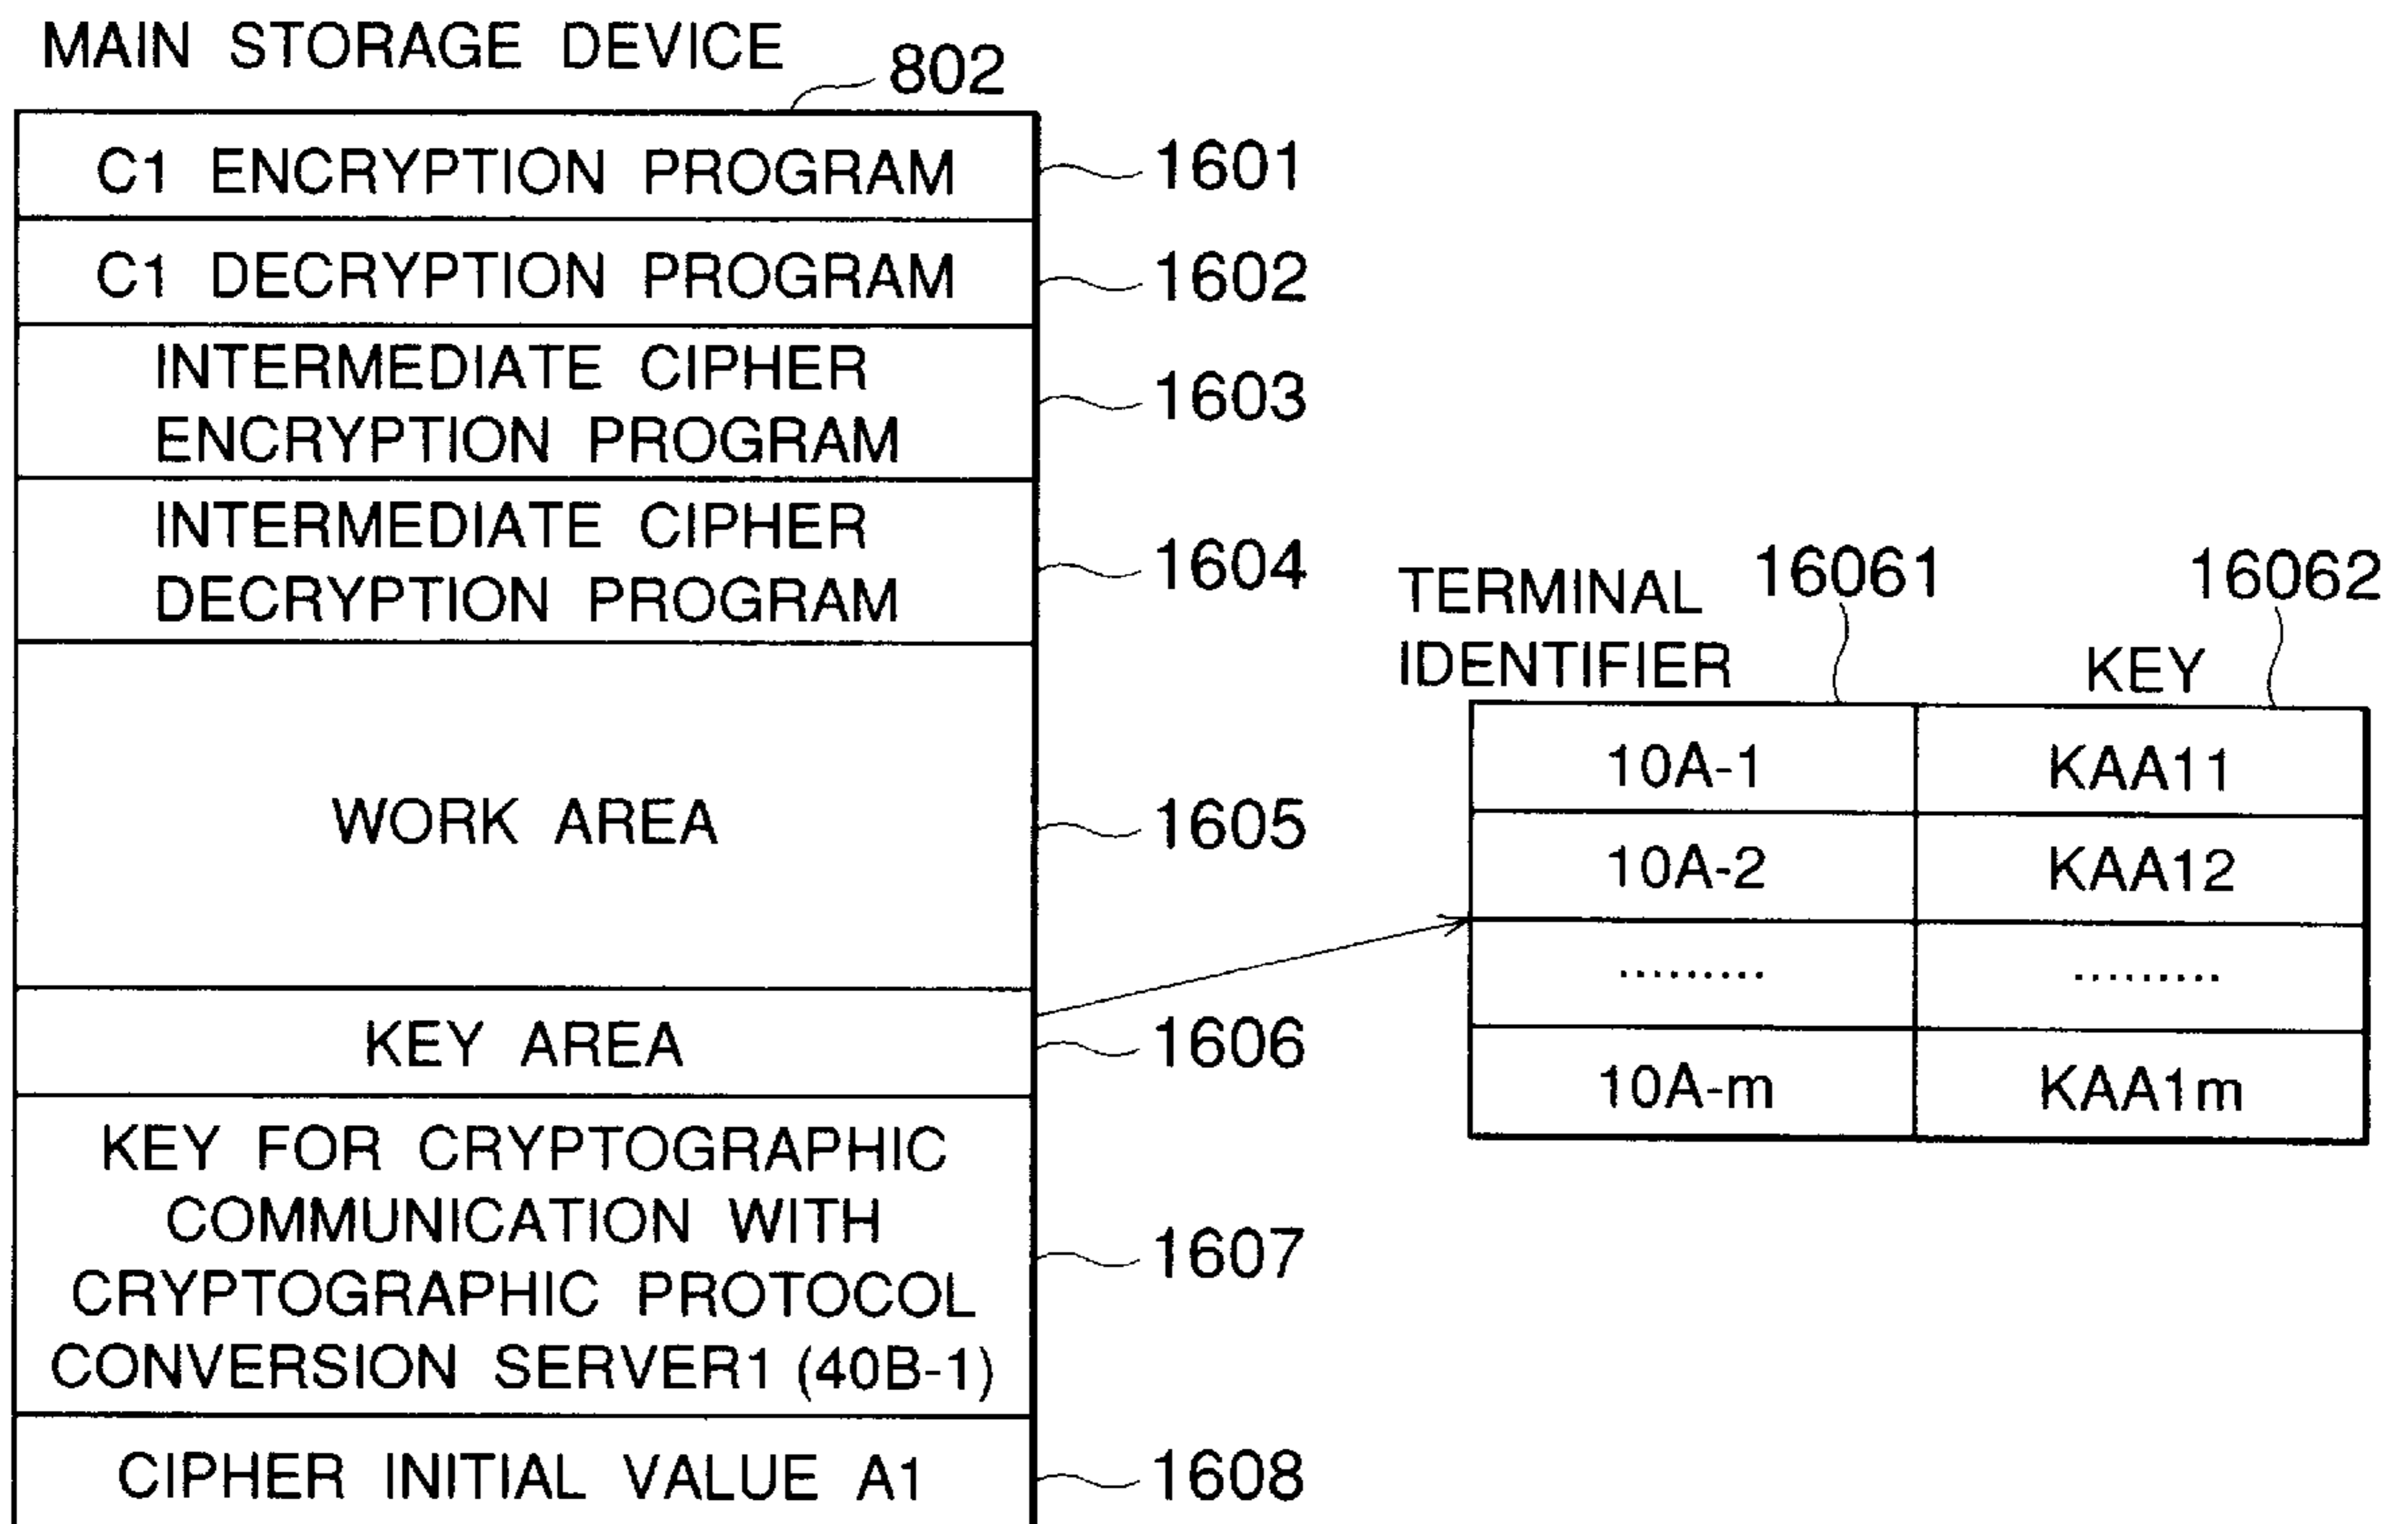 MAIN STORAGE DEVICE
802
C1 ENCRYPTION PROGRAM
1601
C1 DECRYPTION PROGRAM
1602
INTERMEDIATE CIPHER
ENCRYPTION PROGRAM
1603
INTERMEDIATE CIPHER
DECRYPTION PROGRAM
1604
WORK AREA
1605
KEY AREA
1606
KEY FOR CRYPTOGRAPHIC
COMMUNICATION WITH
CRYPTOGRAPHIC PROTOCOL
CONVERSION SERVER1 (40B-1)
1607
CIPHER INITIAL VALUE A1
1608
TERMINAL
IDENTIFIER
16061
KEY
16062
10A-1 KAA11
10A-2 KAA12
......... .........
10A-m KAA1m